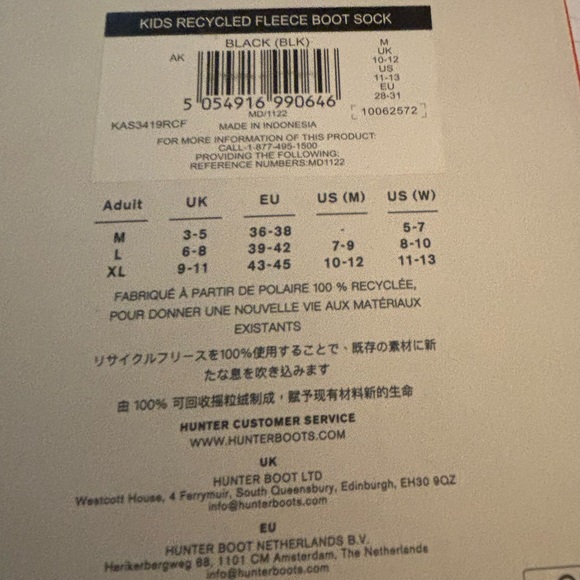 KIDS RECYCLED FLEECE BOOT SOCK
BLACK (BLK)
AK
M
UK
10-12
US
11-13
EU
28-31
5 054916 990646
10062572
MD/1122
KAS3419RCF
MADE IN INDONESIA
FOR MORE INFORMATION OF THIS PRODUCT:
CALL-1-877-495-1500
PROVIDING THE FOLLOWING:
REFERENCE NUMBERS:MD1122
Adult UK EU US (M) US (W)
M 3-5 36-38 - 5-7
L 6-8 39-42 7-9 8-10
XL 9-11 43-45 10-12 11-13
FABRIQUÉ À PARTIR DE POLAIRE 100 % RECYCLÉE,
POUR DONNER UNE NOUVELLE VIE AUX MATÉRIAUX
EXISTANTS
リサイクルフリースを100%使用することで、既存の素材に新
たな息を吹き込みます
由 100% 可回收摇粒绒制成，赋予现有材料新的生命
HUNTER CUSTOMER SERVICE
WWW.HUNTERBOOTS.COM
UK
HUNTER BOOT LTD
Westcott House, 4 Ferrymuir, South Queensbury, Edinburgh, EH30 9QZ
info@hunterboots.com
EU
HUNTER BOOT NETHERLANDS B.V.
Herikerbergweg 88, 1101 CM Amsterdam, The Netherlands
info@hunterboots.com